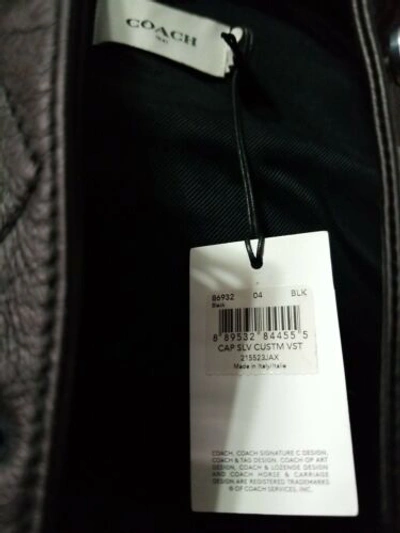 COACH
86932 04 BLK
Black
8 89532 84455 5
CAP SLV CUSTM VST
215523JAX
Made in Italy/Italie
COACH, COACH SIGNATURE C DESIGN,
COACH & TAG DESIGN, COACH OP ART
DESIGN, COACH & LOZENGE DESIGN
AND COACH HORSE & CARRIAGE
DESIGN ARE REGISTERED TRADEMARKS
® OF COACH SERVICES, INC.